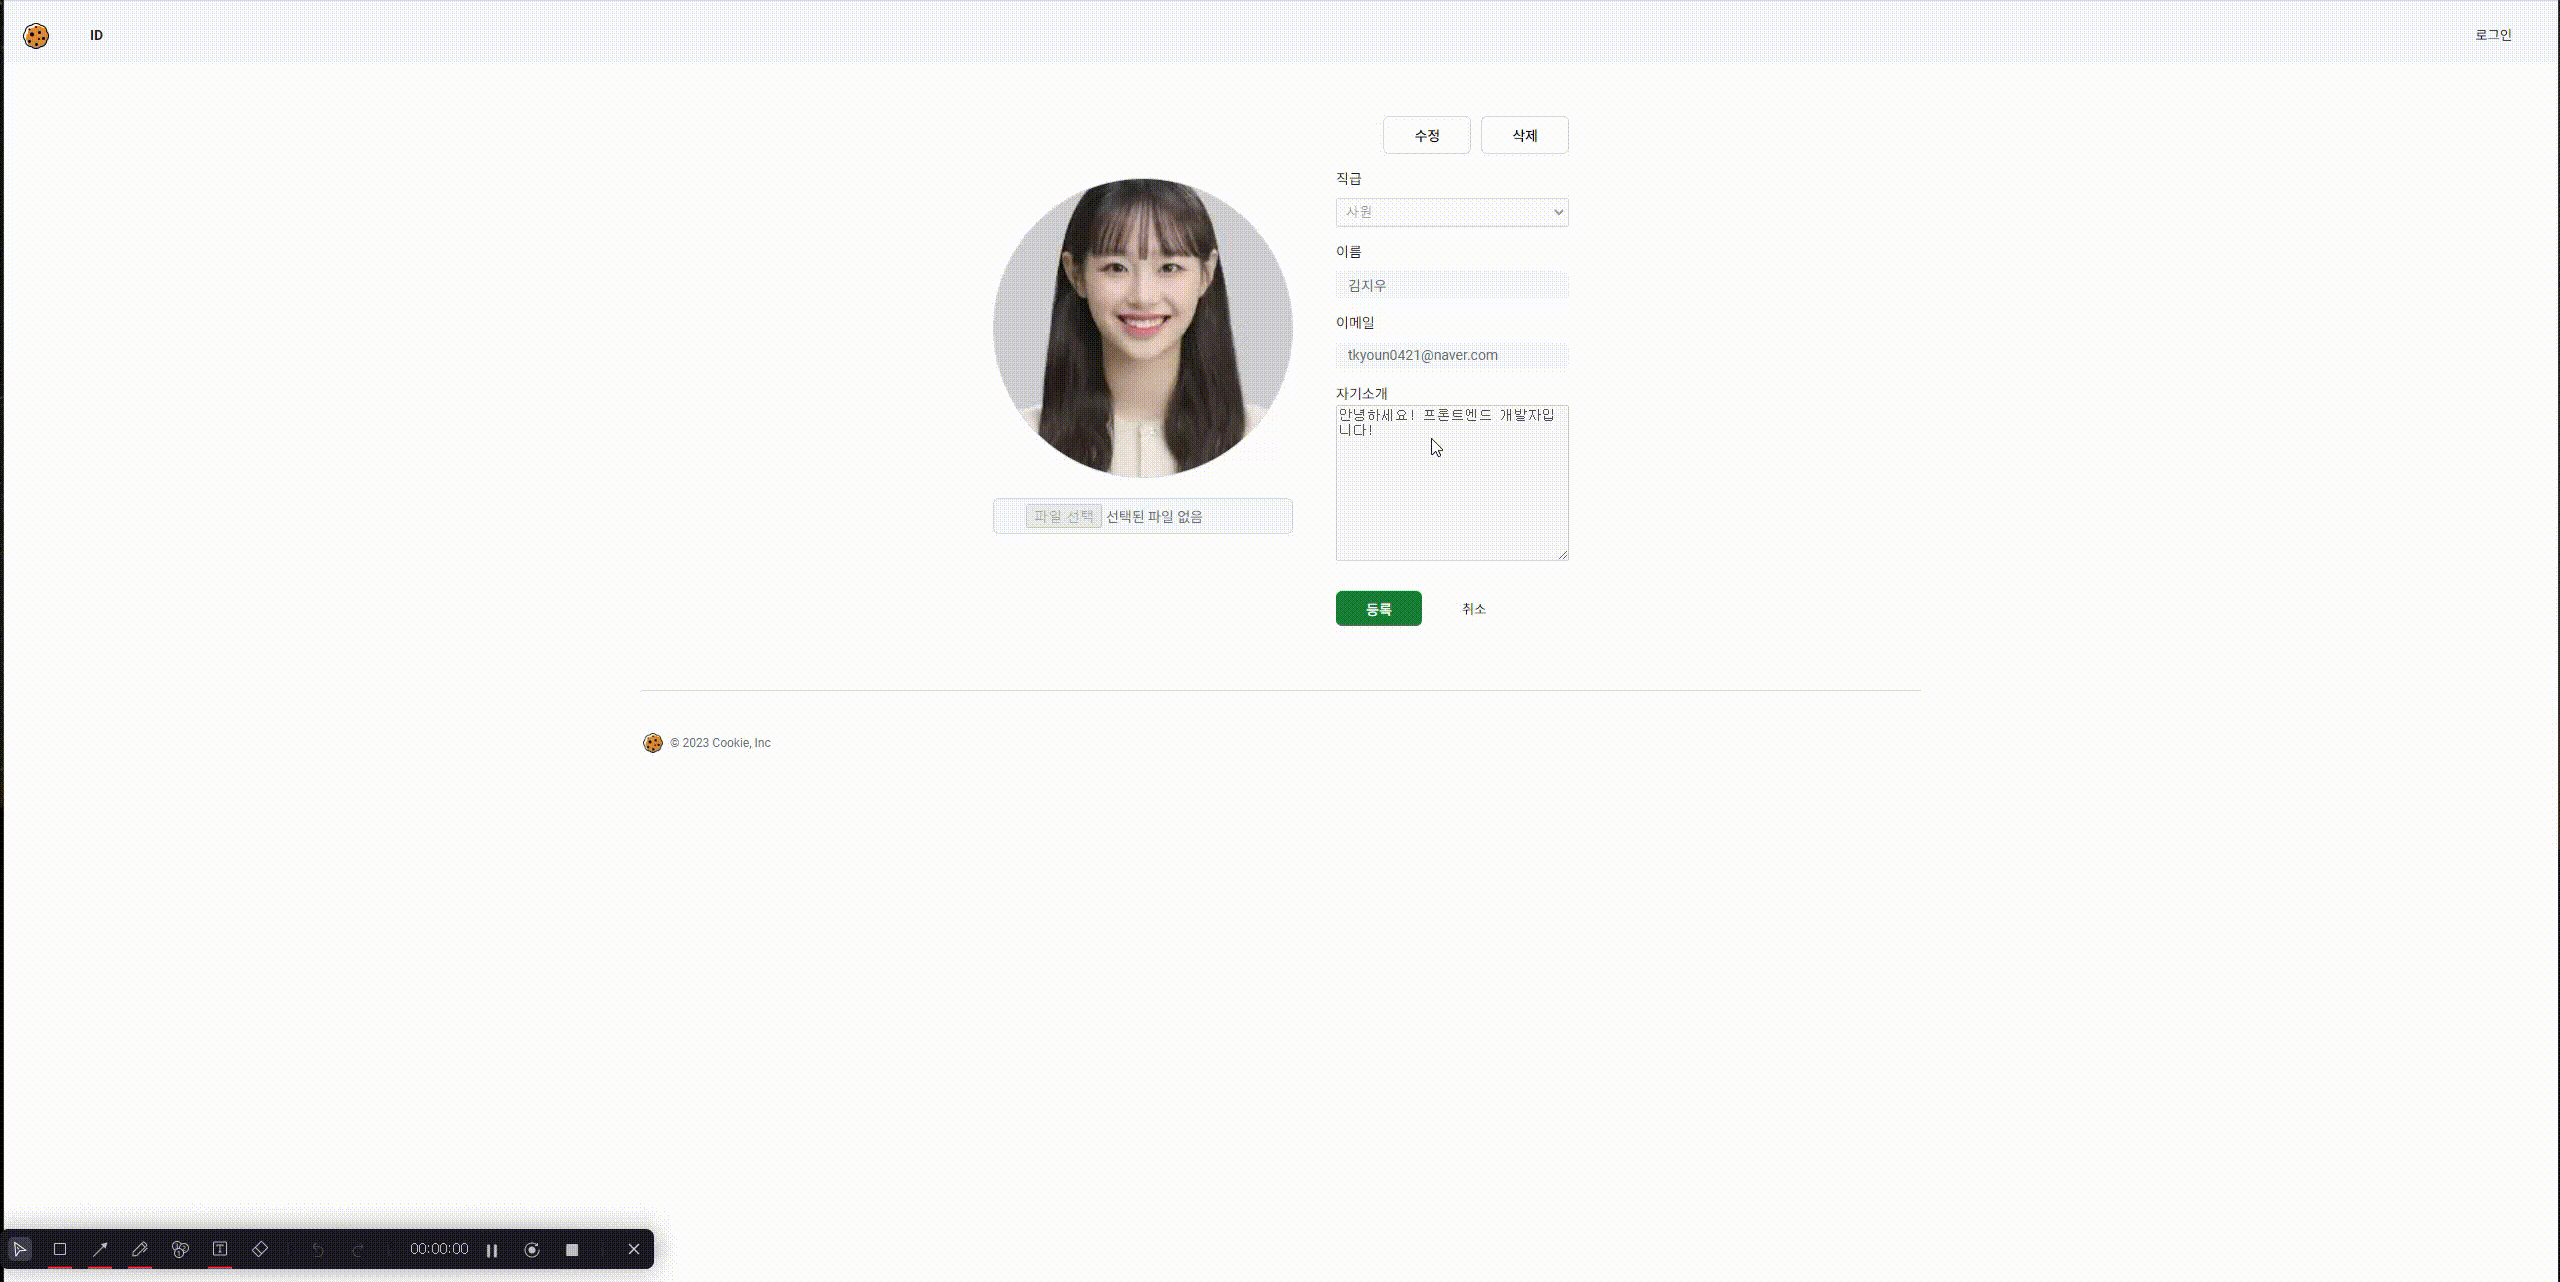 ID
로그인
수정
삭제
직급
사원
이름
김지우
이메일
tkyoun0421@naver.com
자기소개
안녕하세요! 프론트엔드 개발자입
니다!
파일 선택 선택된 파일 없음
등록
취소
© 2023 Cookie, Inc
00:00:00